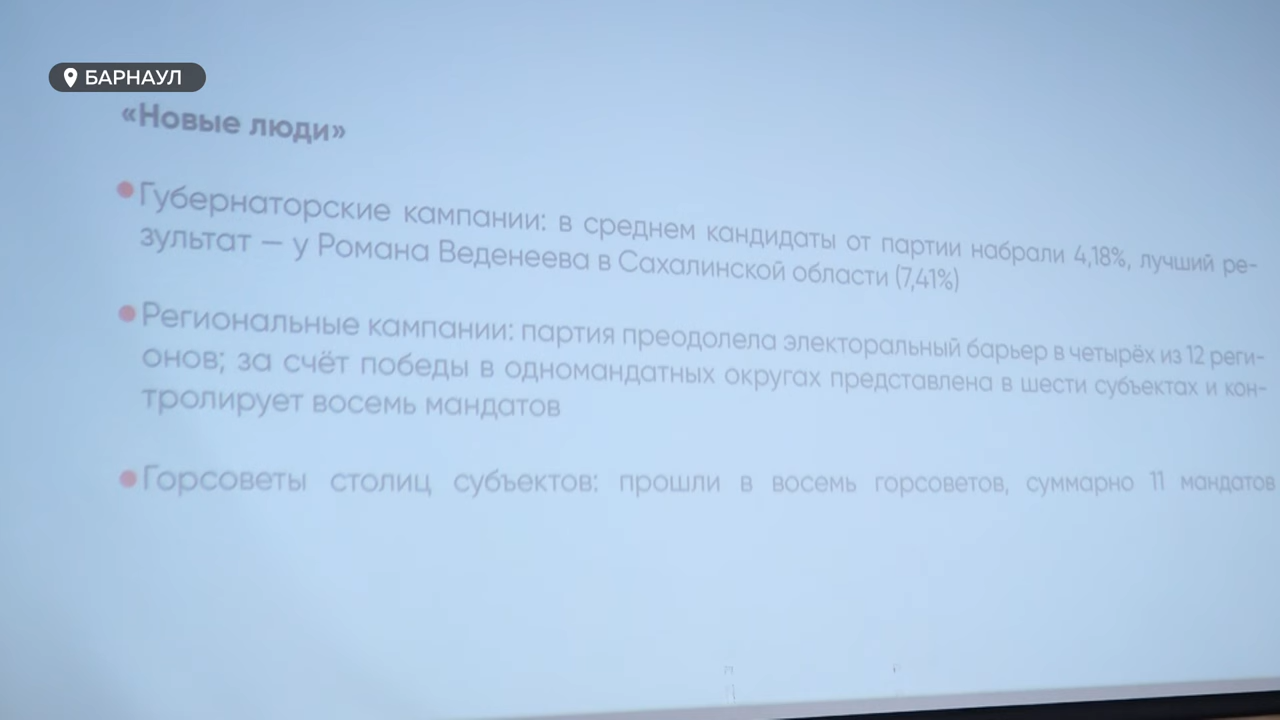 БАРНАУЛ
«Новые люди»
Губернаторские кампании: в среднем кандидаты от партии набрали 4,18%, лучший ре-
зультат — у Романа Веденеева в Сахалинской области (7,41%)
Региональные кампании: партия преодолела электоральный барьер в четырёх из 12 реги-
онов; за счёт победы в одномандатных округах представлена в шести субъектах и кон-
тролирует восемь мандатов
Горсоветы столиц субъектов: прошли в восемь горсоветов, суммарно 11 мандатов